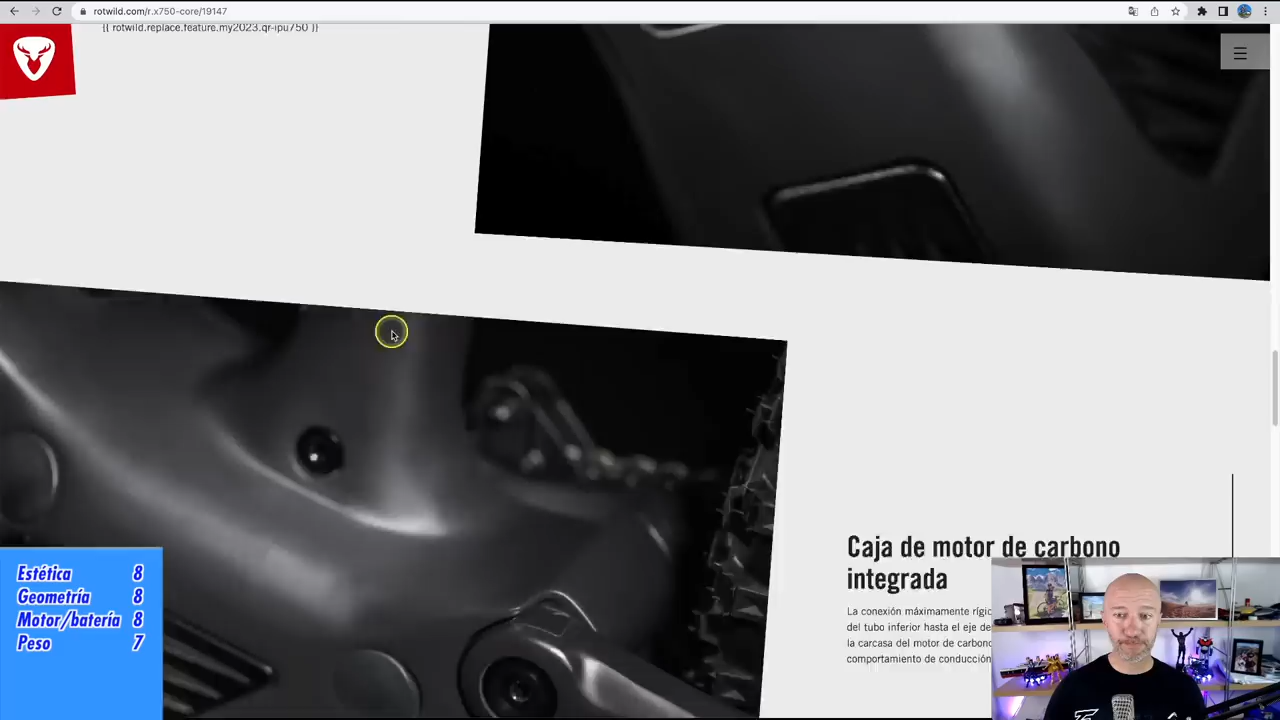 rotwild.com/r.x750-core/19147
{{ rotwild.replace.feature.my2023.qr-ipu750 }}
Caja de motor de carbono
integrada
La conexión máximamente rígi
del tubo inferior hasta el eje de
la carcasa del motor de carbon
comportamiento de conducción
Estética 8
Geometría 8
Motor/batería 8
Peso 7